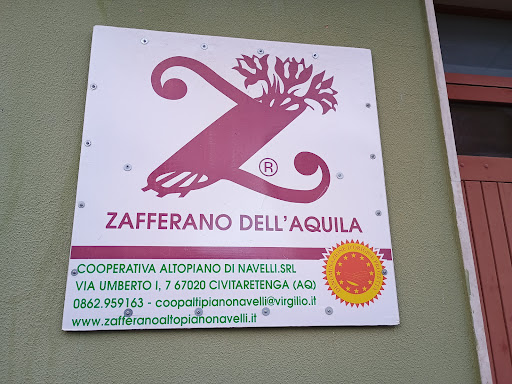 Z
®
ZAFFERANO DELL'AQUILA
COOPERATIVA ALTOPIANO DI NAVELLI.SRL
VIA UMBERTO I, 7 67020 CIVITARETENGA (AQ)
0862.959163 - coopaltipianonavelli@virgilio.it
www.zafferanoaltopianonavelli.it